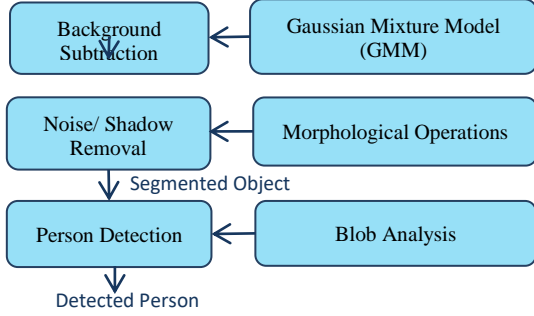 Background
Subtraction
Gaussian Mixture Model
(GMM)
Noise/ Shadow
Removal
Morphological Operations
Segmented Object
Person Detection
Blob Analysis
Detected Person